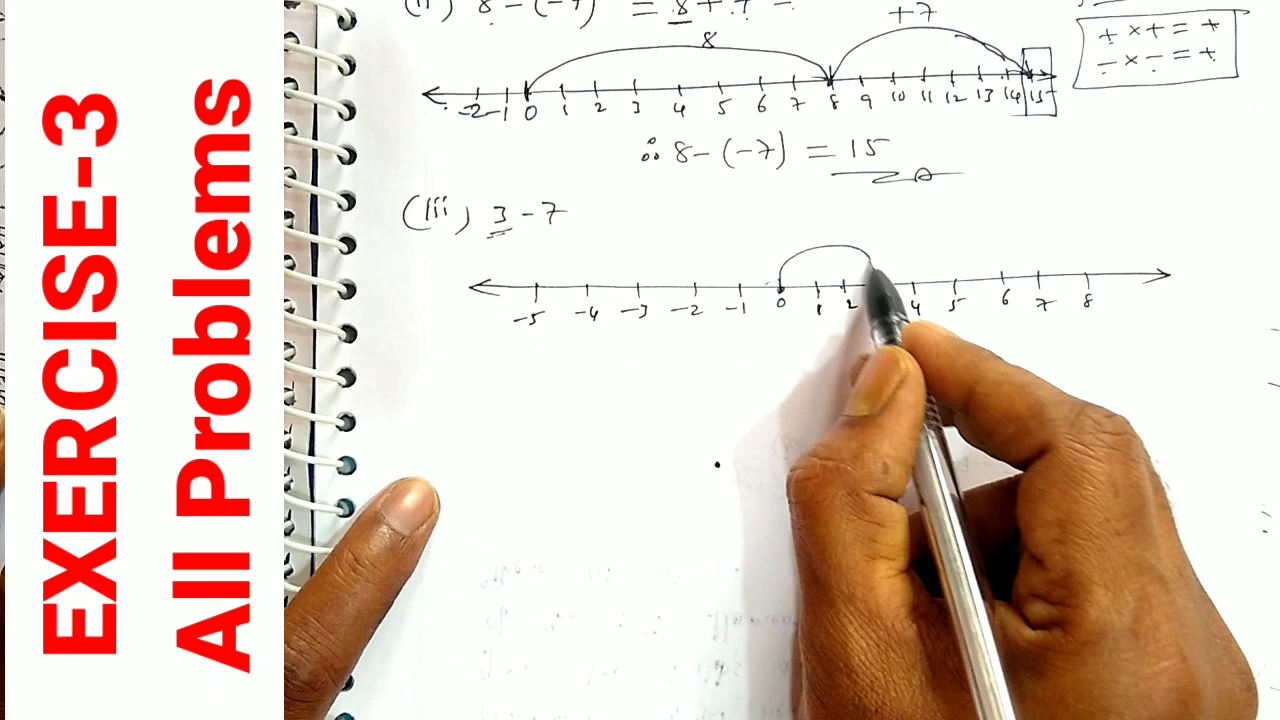 EXERCISE-3
All Problems
(ii) 8-(-7) = 8+7 =
8
+7
+ × + = +
- × - = +
-2 -1 0 1 2 3 4 5 6 7 8 9 10 11 12 13 14 15
∴ 8-(-7) = 15
(iii) 3-7
-5 -4 -3 -2 -1 0 1 2 4 5 6 7 8